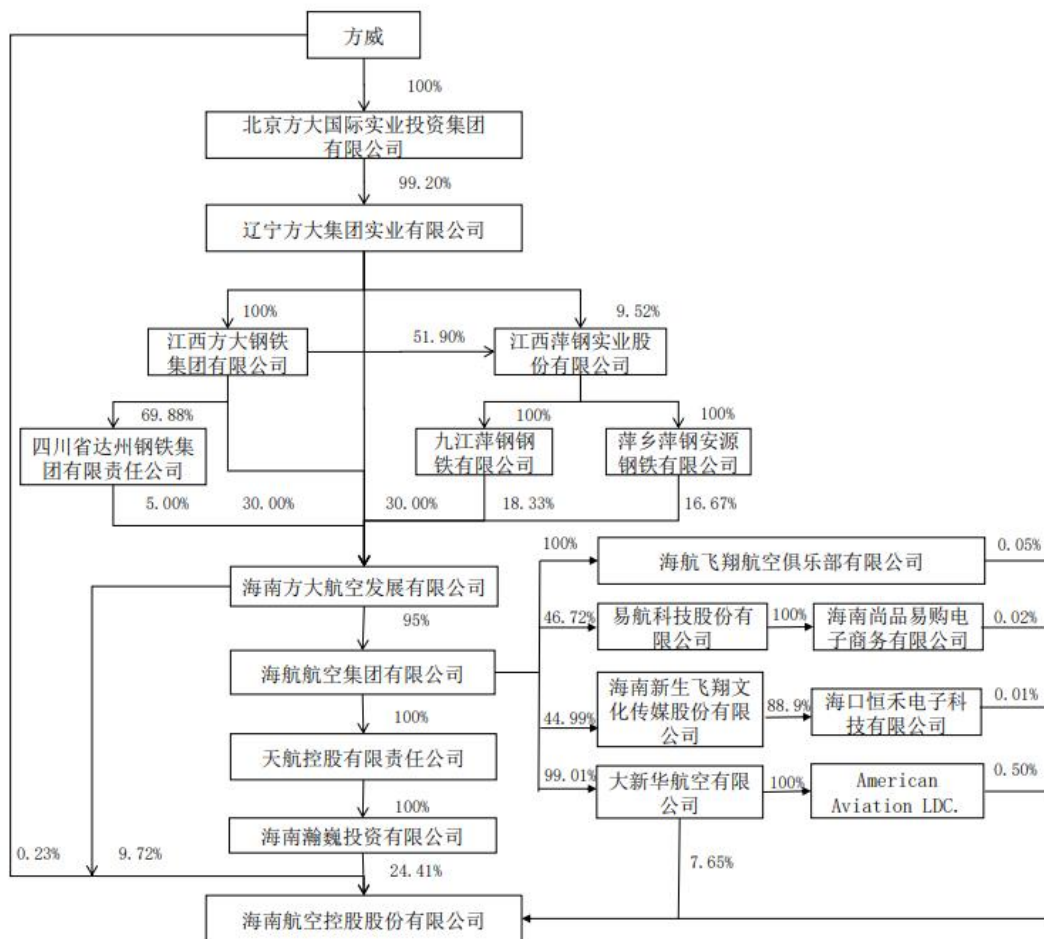 方威
100%
北京方大国际实业投资集团
有限公司
99.20%
辽宁方大集团实业有限公司
100%
9.52%
江西方大钢铁
集团有限公司
51.90%
江西萍钢实业股
份有限公司
69.88%
100%
100%
四川省达州钢铁集
团有限责任公司
九江萍钢钢
铁有限公司
萍乡萍钢安源
钢铁有限公司
5.00%
30.00%
30.00%
18.33%
16.67%
海南方大航空发展有限公司
100%
海航飞翔航空俱乐部有限公司
0.05%
95%
46.72%
易航科技股份有
限公司
100%
海南尚品易购电
子商务有限公司
0.02%
海航航空集团有限公司
44.99%
海南新生飞翔文
化传媒股份有限
公司
88.9%
海口恒禾电子科
技有限公司
0.01%
100%
天航控股有限责任公司
99.01%
大新华航空有限
公司
100%
American
Aviation LDC.
0.50%
100%
海南瀚巍投资有限公司
0.23%
9.72%
24.41%
7.65%
海南航空控股股份有限公司